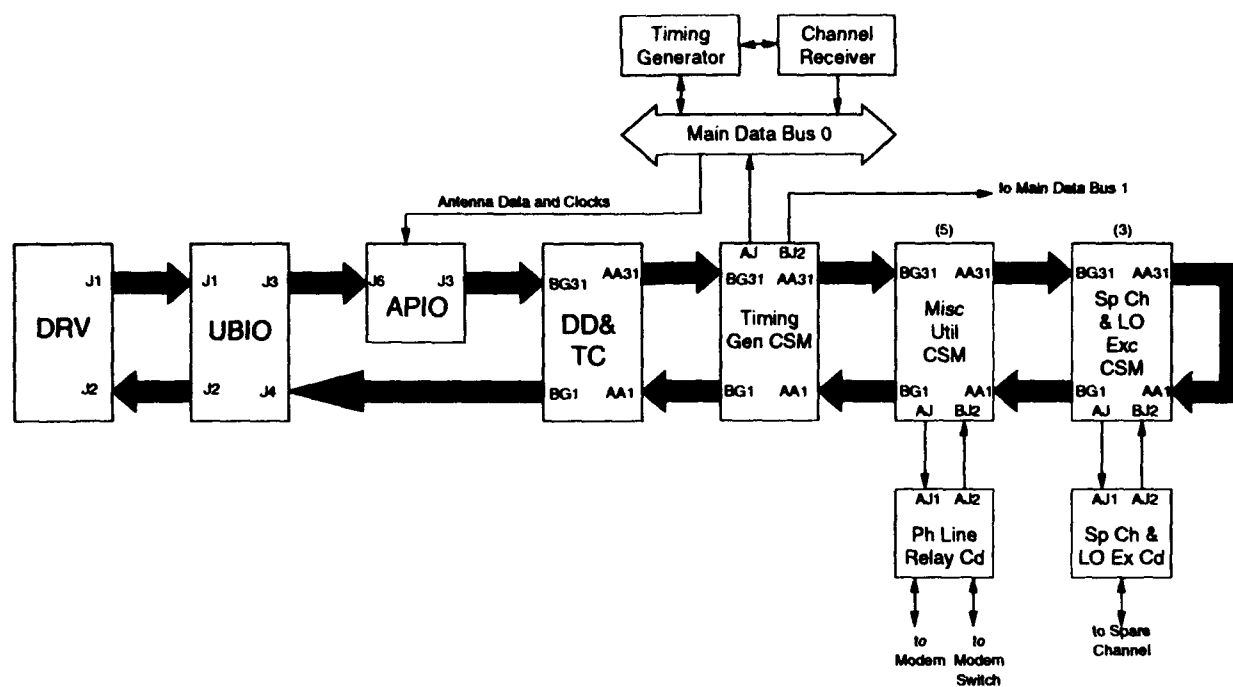 Timing
Generator
Channel
Receiver
Main Data Bus 0
to Main Data Bus 1
Antenna Data and Clocks
(5)
(3)
DRV
J1
J2
UBIO
J1
J3
J2
J4
APIO
J6
J3
DD&
TC
BG31
AA31
BG1
AA1
AJ
BJ2
BG31
AA31
Timing
Gen CSM
BG1
AA1
BG31
AA31
Misc
Util
CSM
BG1
AA1
AJ
BJ2
BG31
AA31
Sp Ch
& LO
Exc
CSM
BG1
AA1
AJ
BJ2
AJ1
AJ2
Ph Line
Relay Cd
AJ1
AJ2
Sp Ch &
LO Ex Cd
to
Modem
to
Modem
Switch
to Spare
Channel